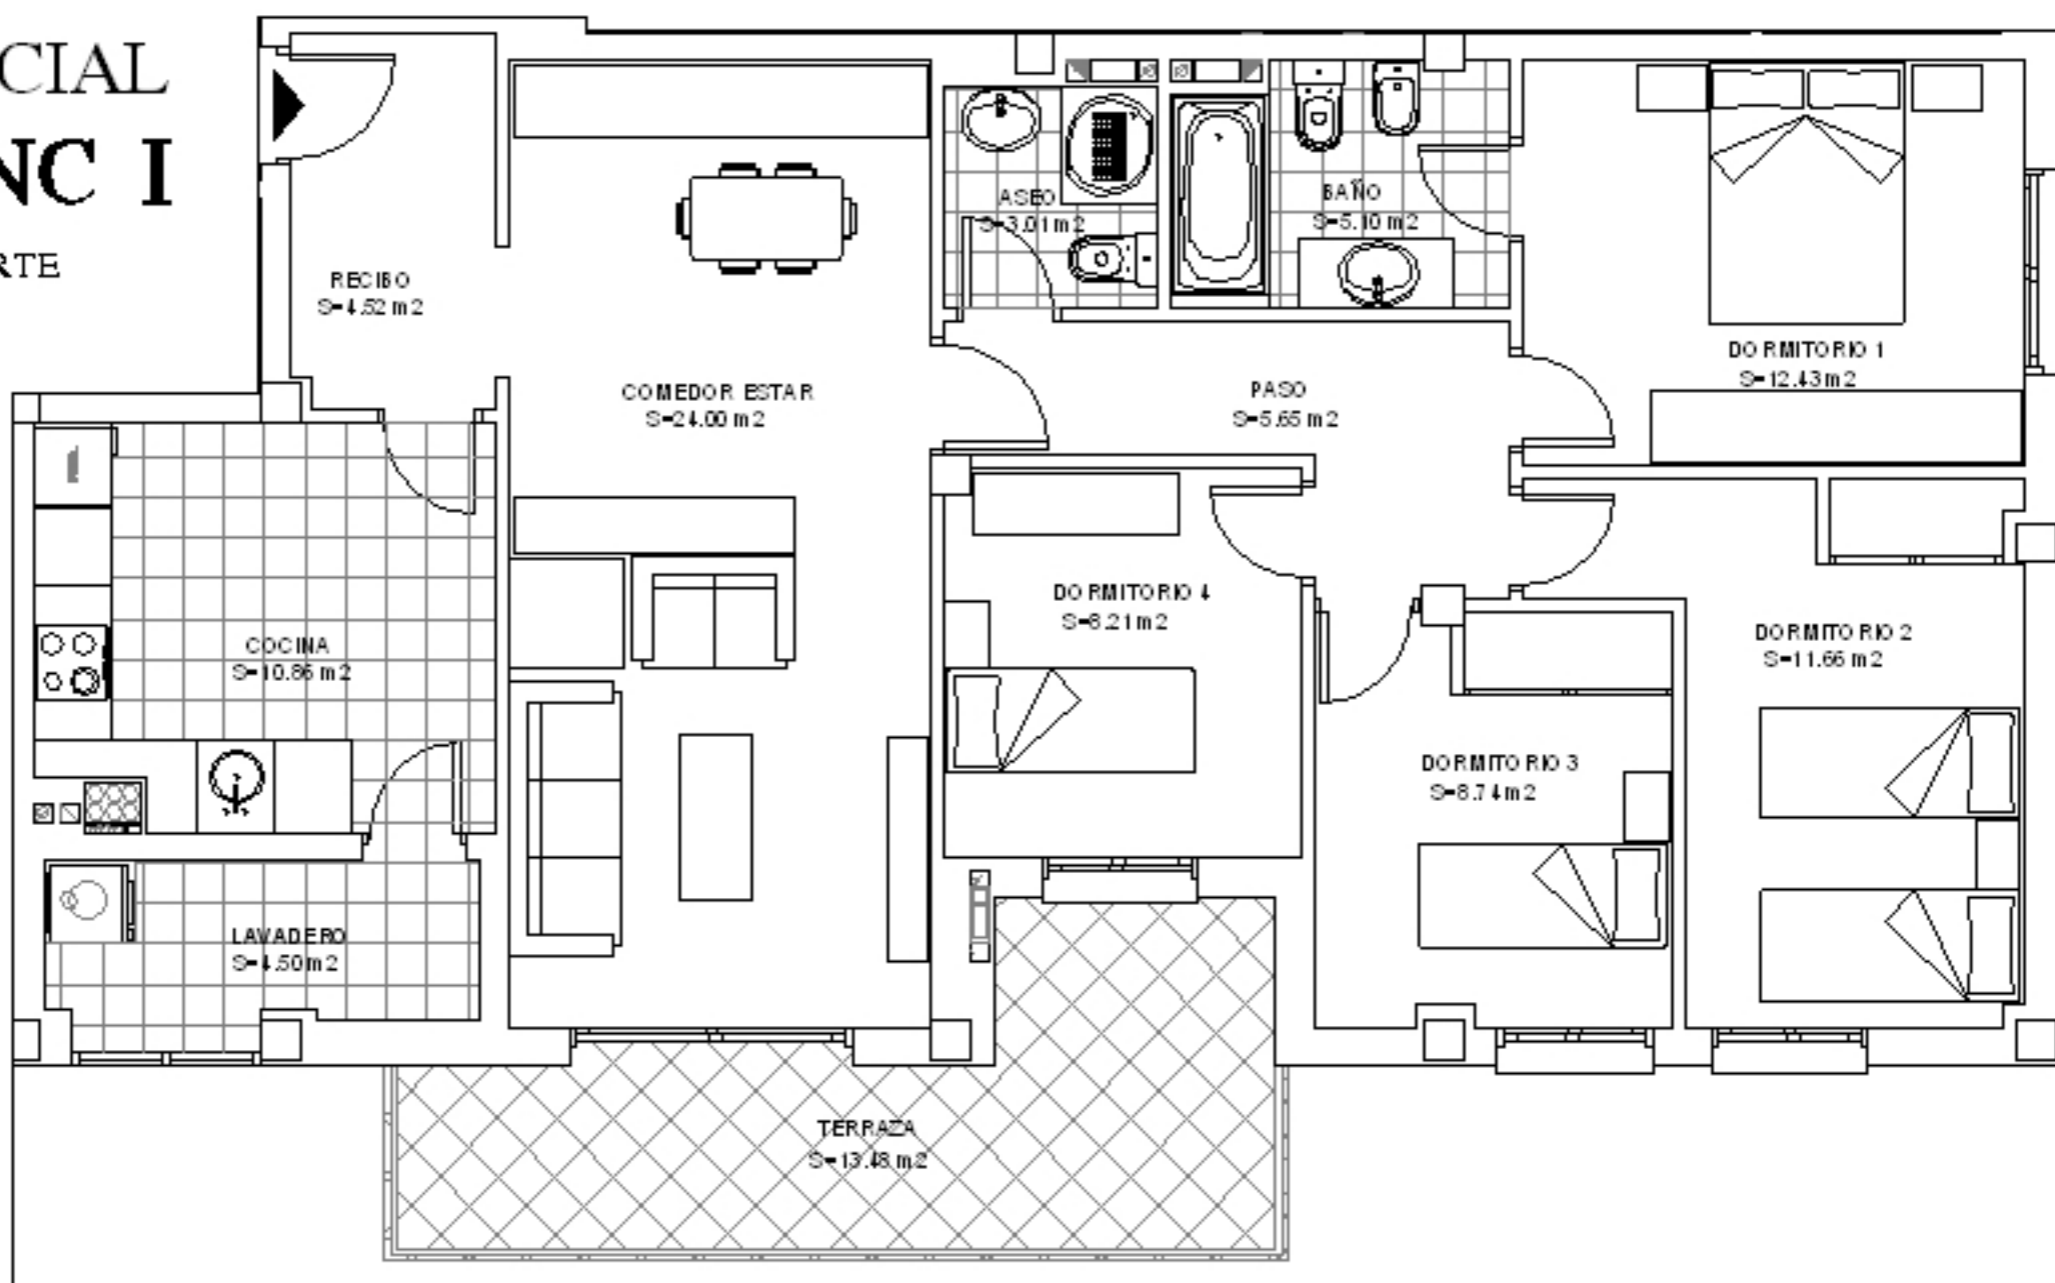 CIAL
NC I
RTE
RECIBO
S=4.52 m2
COMEDOR ESTAR
S=24.00 m2
ASEO
S=3.01 m2
BAÑO
S=5.10 m2
DORMITORIO 1
S=12.43 m2
PASO
S=5.65 m2
COCINA
S=10.86 m2
DORMITORIO 4
S=8.21 m2
DORMITORIO 2
S=11.66 m2
DORMITORIO 3
S=8.74 m2
LAVADERO
S=4.50 m2
TERRAZA
S=13.48 m2